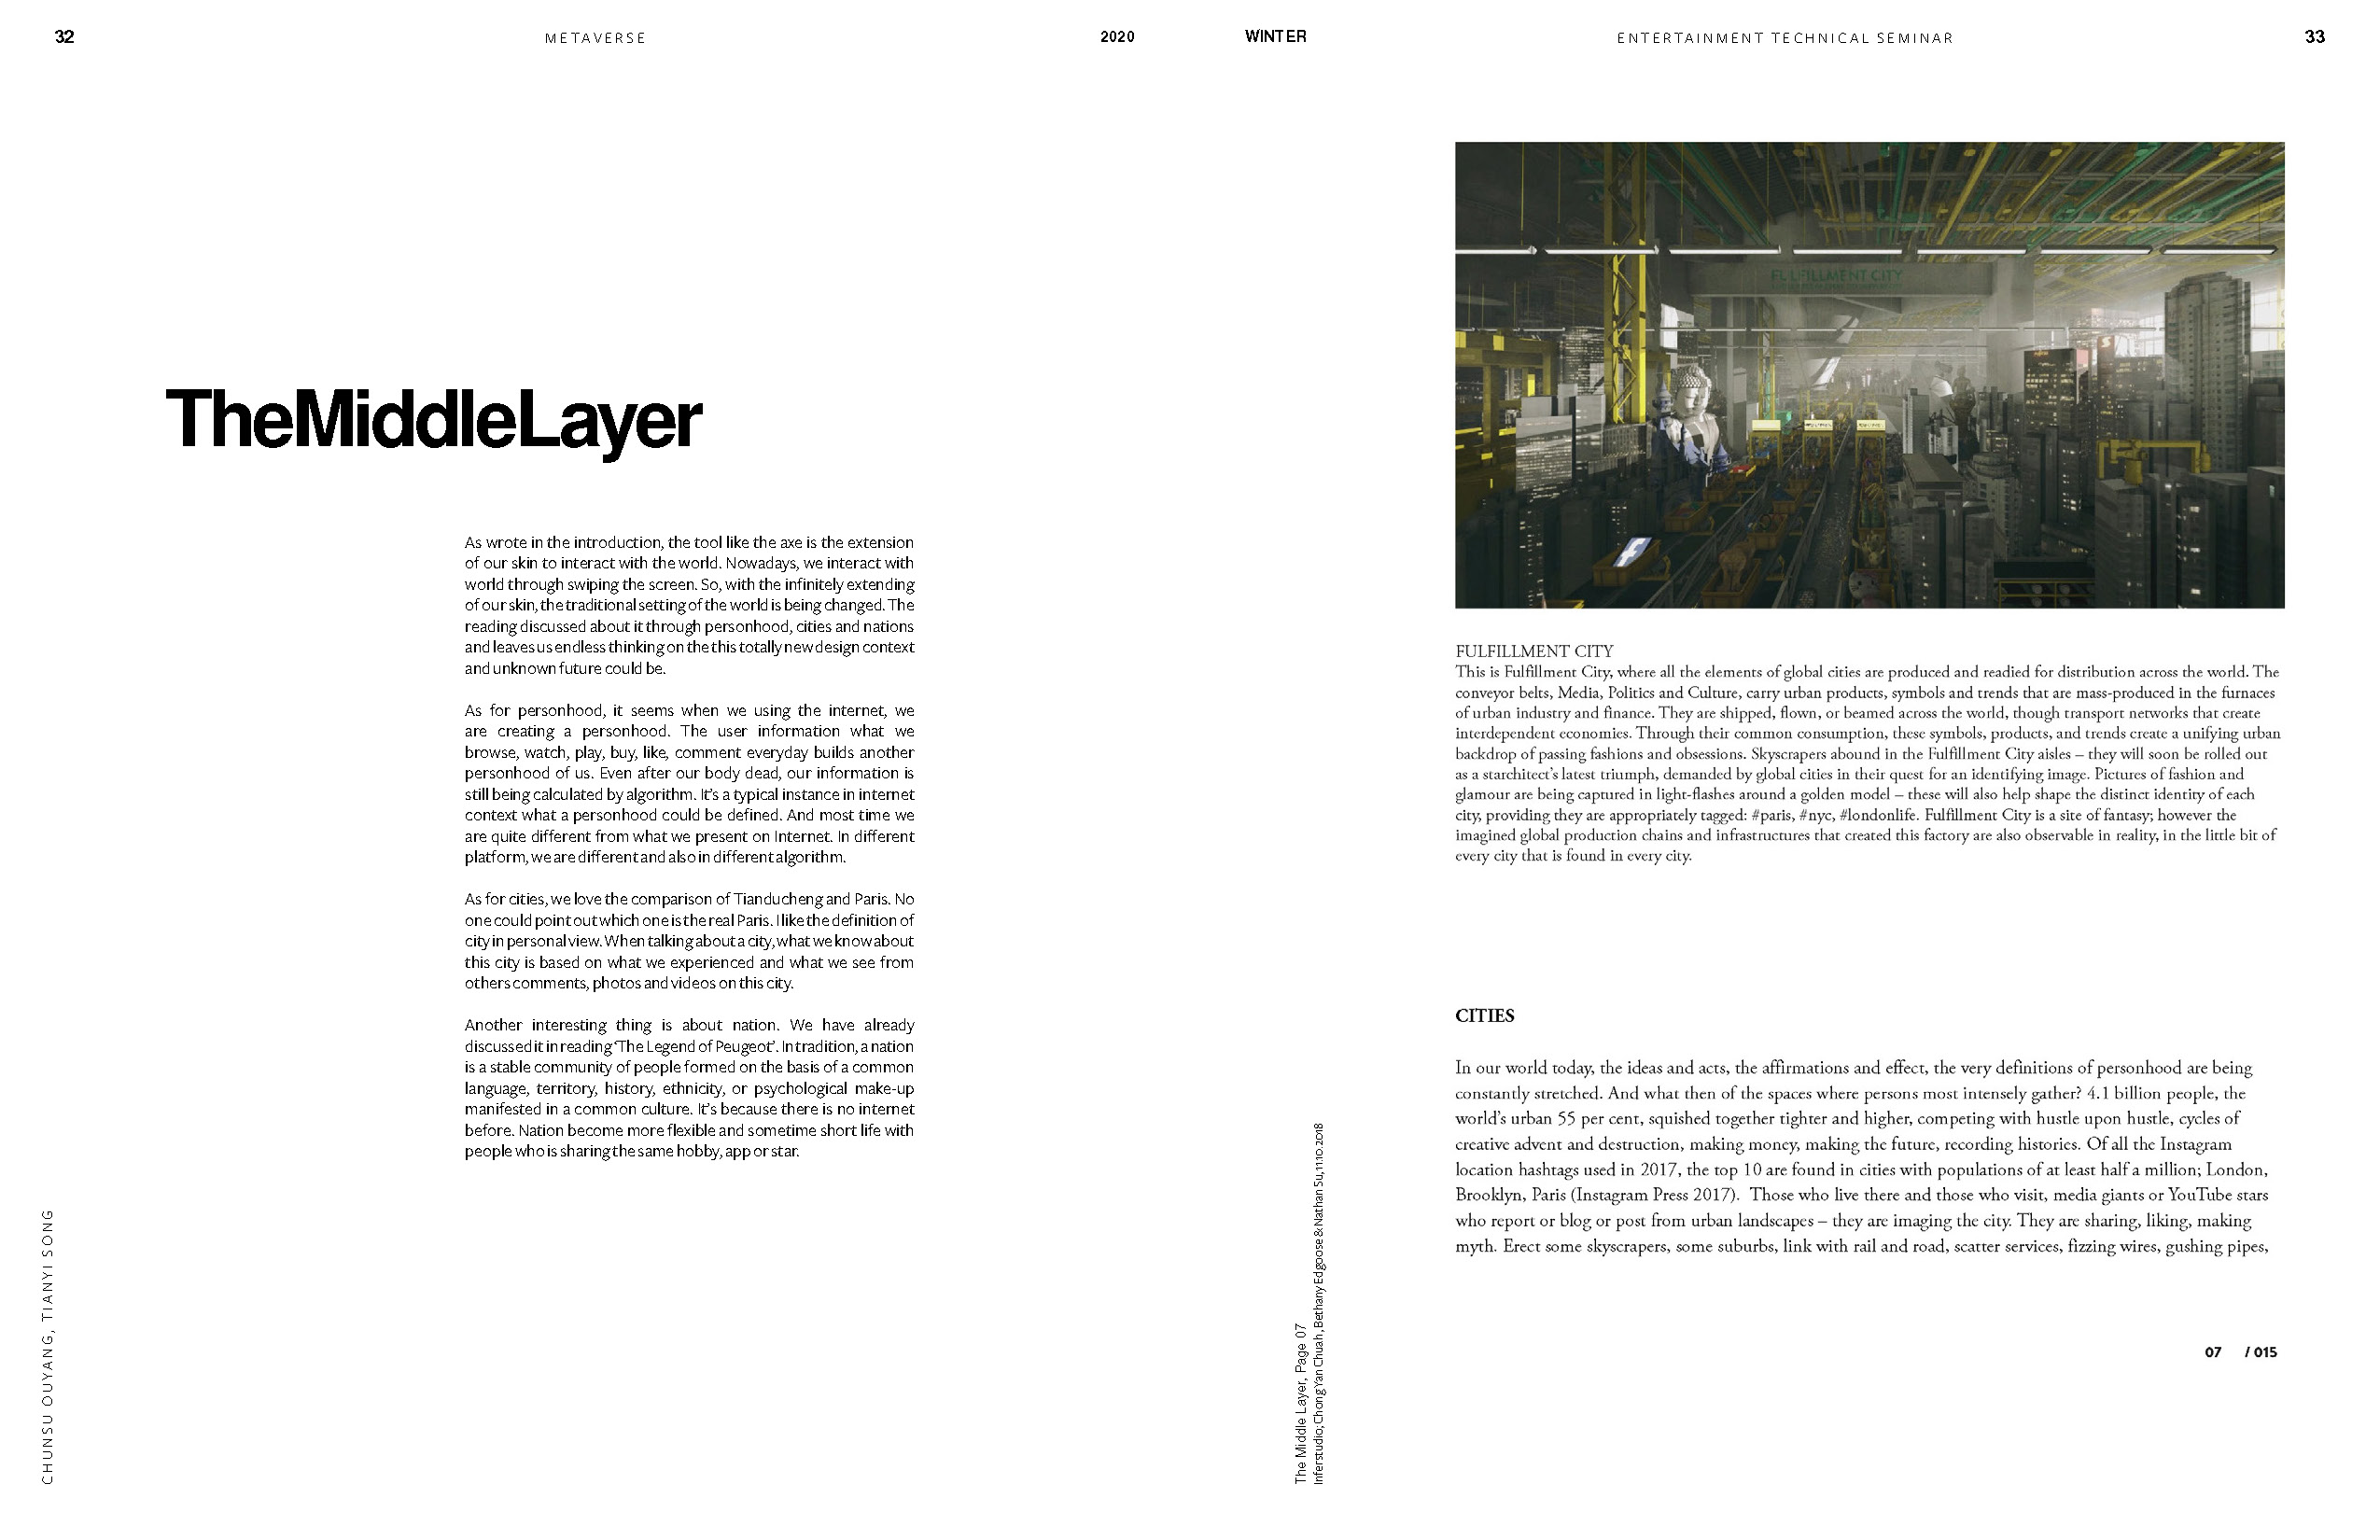 32
METAVERSE
2020
WINTER
ENTERTAINMENT TECHNICAL SEMINAR
33
TheMiddleLayer
As wrote in the introduction, the tool like the axe is the extension
of our skin to interact with the world. Nowadays, we interact with
world through swiping the screen. So, with the infinitely extending
of our skin, the traditional setting of the world is being changed. The
reading discussed about it through personhood, cities and nations
and leaves us endless thinking on the this totally new design context
and unknown future could be.
As for personhood, it seems when we using the internet, we
are creating a personhood. The user information what we
browse, watch, play, buy, like, comment everyday builds another
personhood of us. Even after our body dead, our information is
still being calculated by algorithm. It's a typical instance in internet
context what a personhood could be defined. And most time we
are quite different from what we present on Internet. In different
platform, we are different and also in different algorithm.
As for cities, we love the comparison of Tianducheng and Paris. No
one could point out which one is the real Paris. I like the definition of
city in personal view. When talking about a city, what we know about
this city is based on what we experienced and what we see from
others comments, photos and videos on this city.
Another interesting thing is about nation. We have already
discussed it in reading 'The Legend of Peugeot'. In tradition, a nation
is a stable community of people formed on the basis of a common
language, territory, history, ethnicity, or psychological make-up
manifested in a common culture. It's because there is no internet
before. Nation become more flexible and sometime short life with
people who is sharing the same hobby, app or star.
CHUNSU OUYANG, TIANYI SONG
The Middle Layer, Page 07
Inferstudio; Chong Yan Chuah, Bethany Edgoose & Nathan Su, 11.10.2018
FULFILLMENT CITY
FULFILLMENT CITY
This is Fulfillment City, where all the elements of global cities are produced and readied for distribution across the world. The
conveyor belts, Media, Politics and Culture, carry urban products, symbols and trends that are mass-produced in the furnaces
of urban industry and finance. They are shipped, flown, or beamed across the world, though transport networks that create
interdependent economies. Through their common consumption, these symbols, products, and trends create a unifying urban
backdrop of passing fashions and obsessions. Skyscrapers abound in the Fulfillment City aisles – they will soon be rolled out
as a starchitect's latest triumph, demanded by global cities in their quest for an identifying image. Pictures of fashion and
glamour are being captured in light-flashes around a golden model – these will also help shape the distinct identity of each
city, providing they are appropriately tagged: #paris, #nyc, #londonlife. Fulfillment City is a site of fantasy; however the
imagined global production chains and infrastructures that created this factory are also observable in reality, in the little bit of
every city that is found in every city.
CITIES
In our world today, the ideas and acts, the affirmations and effect, the very definitions of personhood are being
constantly stretched. And what then of the spaces where persons most intensely gather? 4.1 billion people, the
world's urban 55 per cent, squished together tighter and higher, competing with hustle upon hustle, cycles of
creative advent and destruction, making money, making the future, recording histories. Of all the Instagram
location hashtags used in 2017, the top 10 are found in cities with populations of at least half a million; London,
Brooklyn, Paris (Instagram Press 2017). Those who live there and those who visit, media giants or YouTube stars
who report or blog or post from urban landscapes – they are imaging the city. They are sharing, liking, making
myth. Erect some skyscrapers, some suburbs, link with rail and road, scatter services, fizzing wires, gushing pipes,
07 / 015